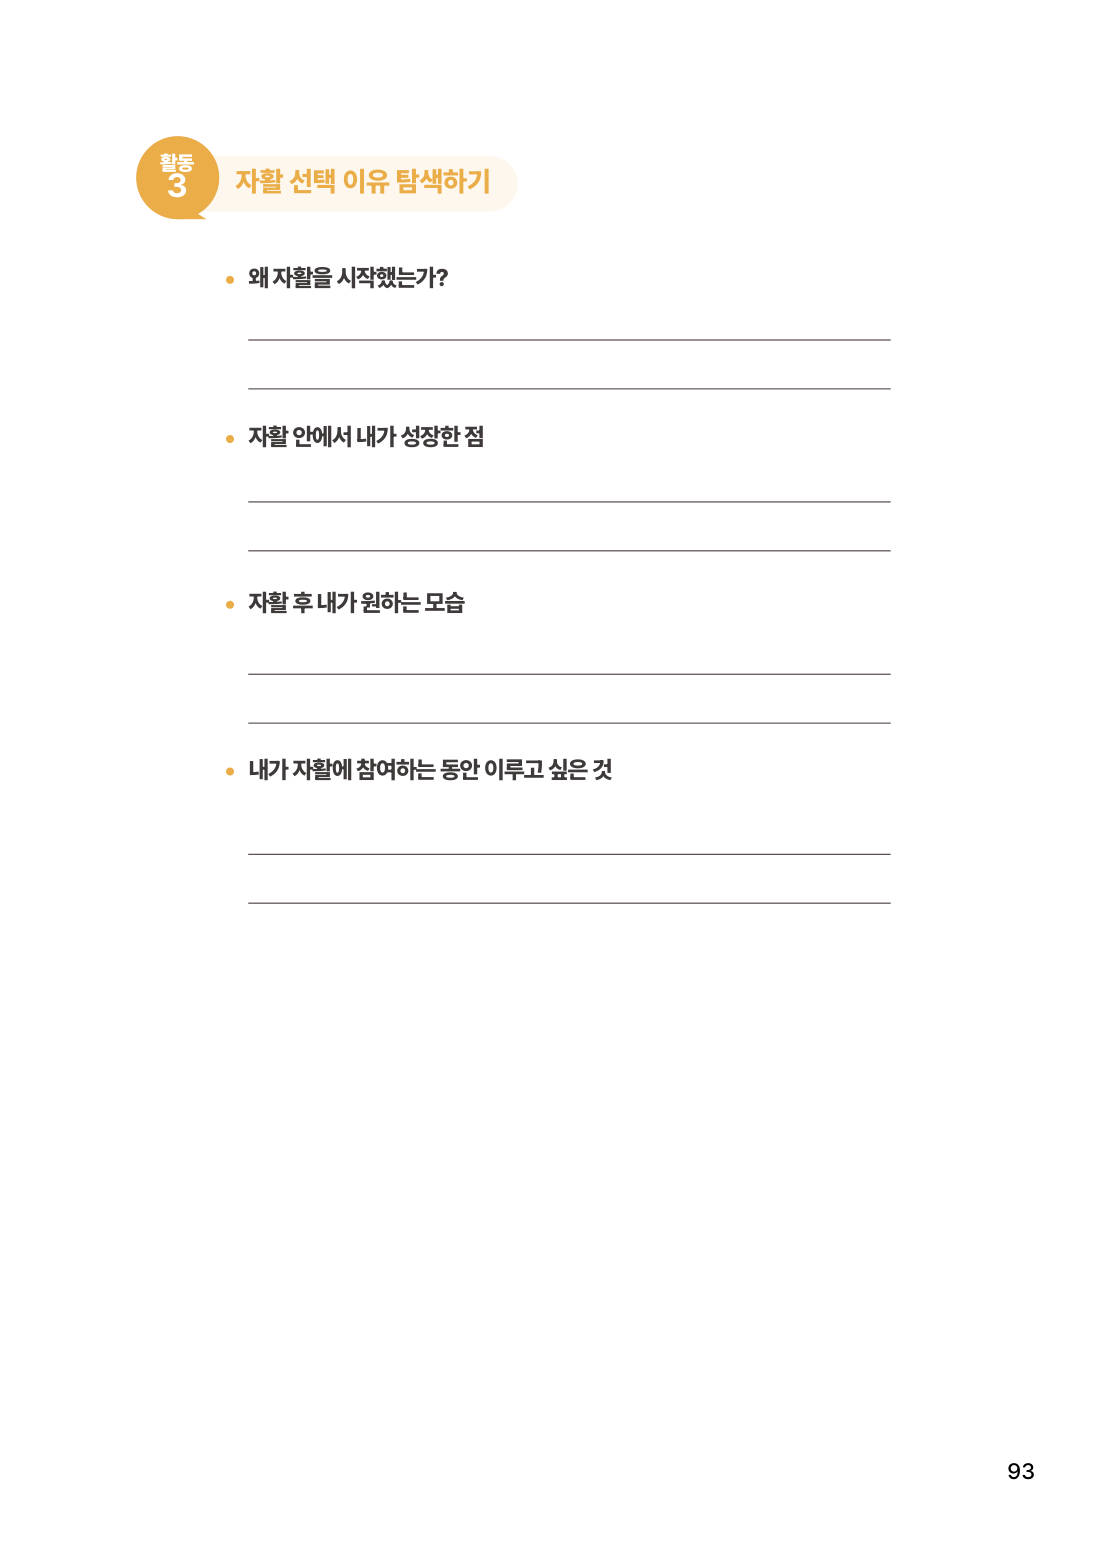 활동
3
자활 선택 이유 탐색하기
• 왜 자활을 시작했는가?
• 자활 안에서 내가 성장한 점
• 자활 후 내가 원하는 모습
• 내가 자활에 참여하는 동안 이루고 싶은 것
93